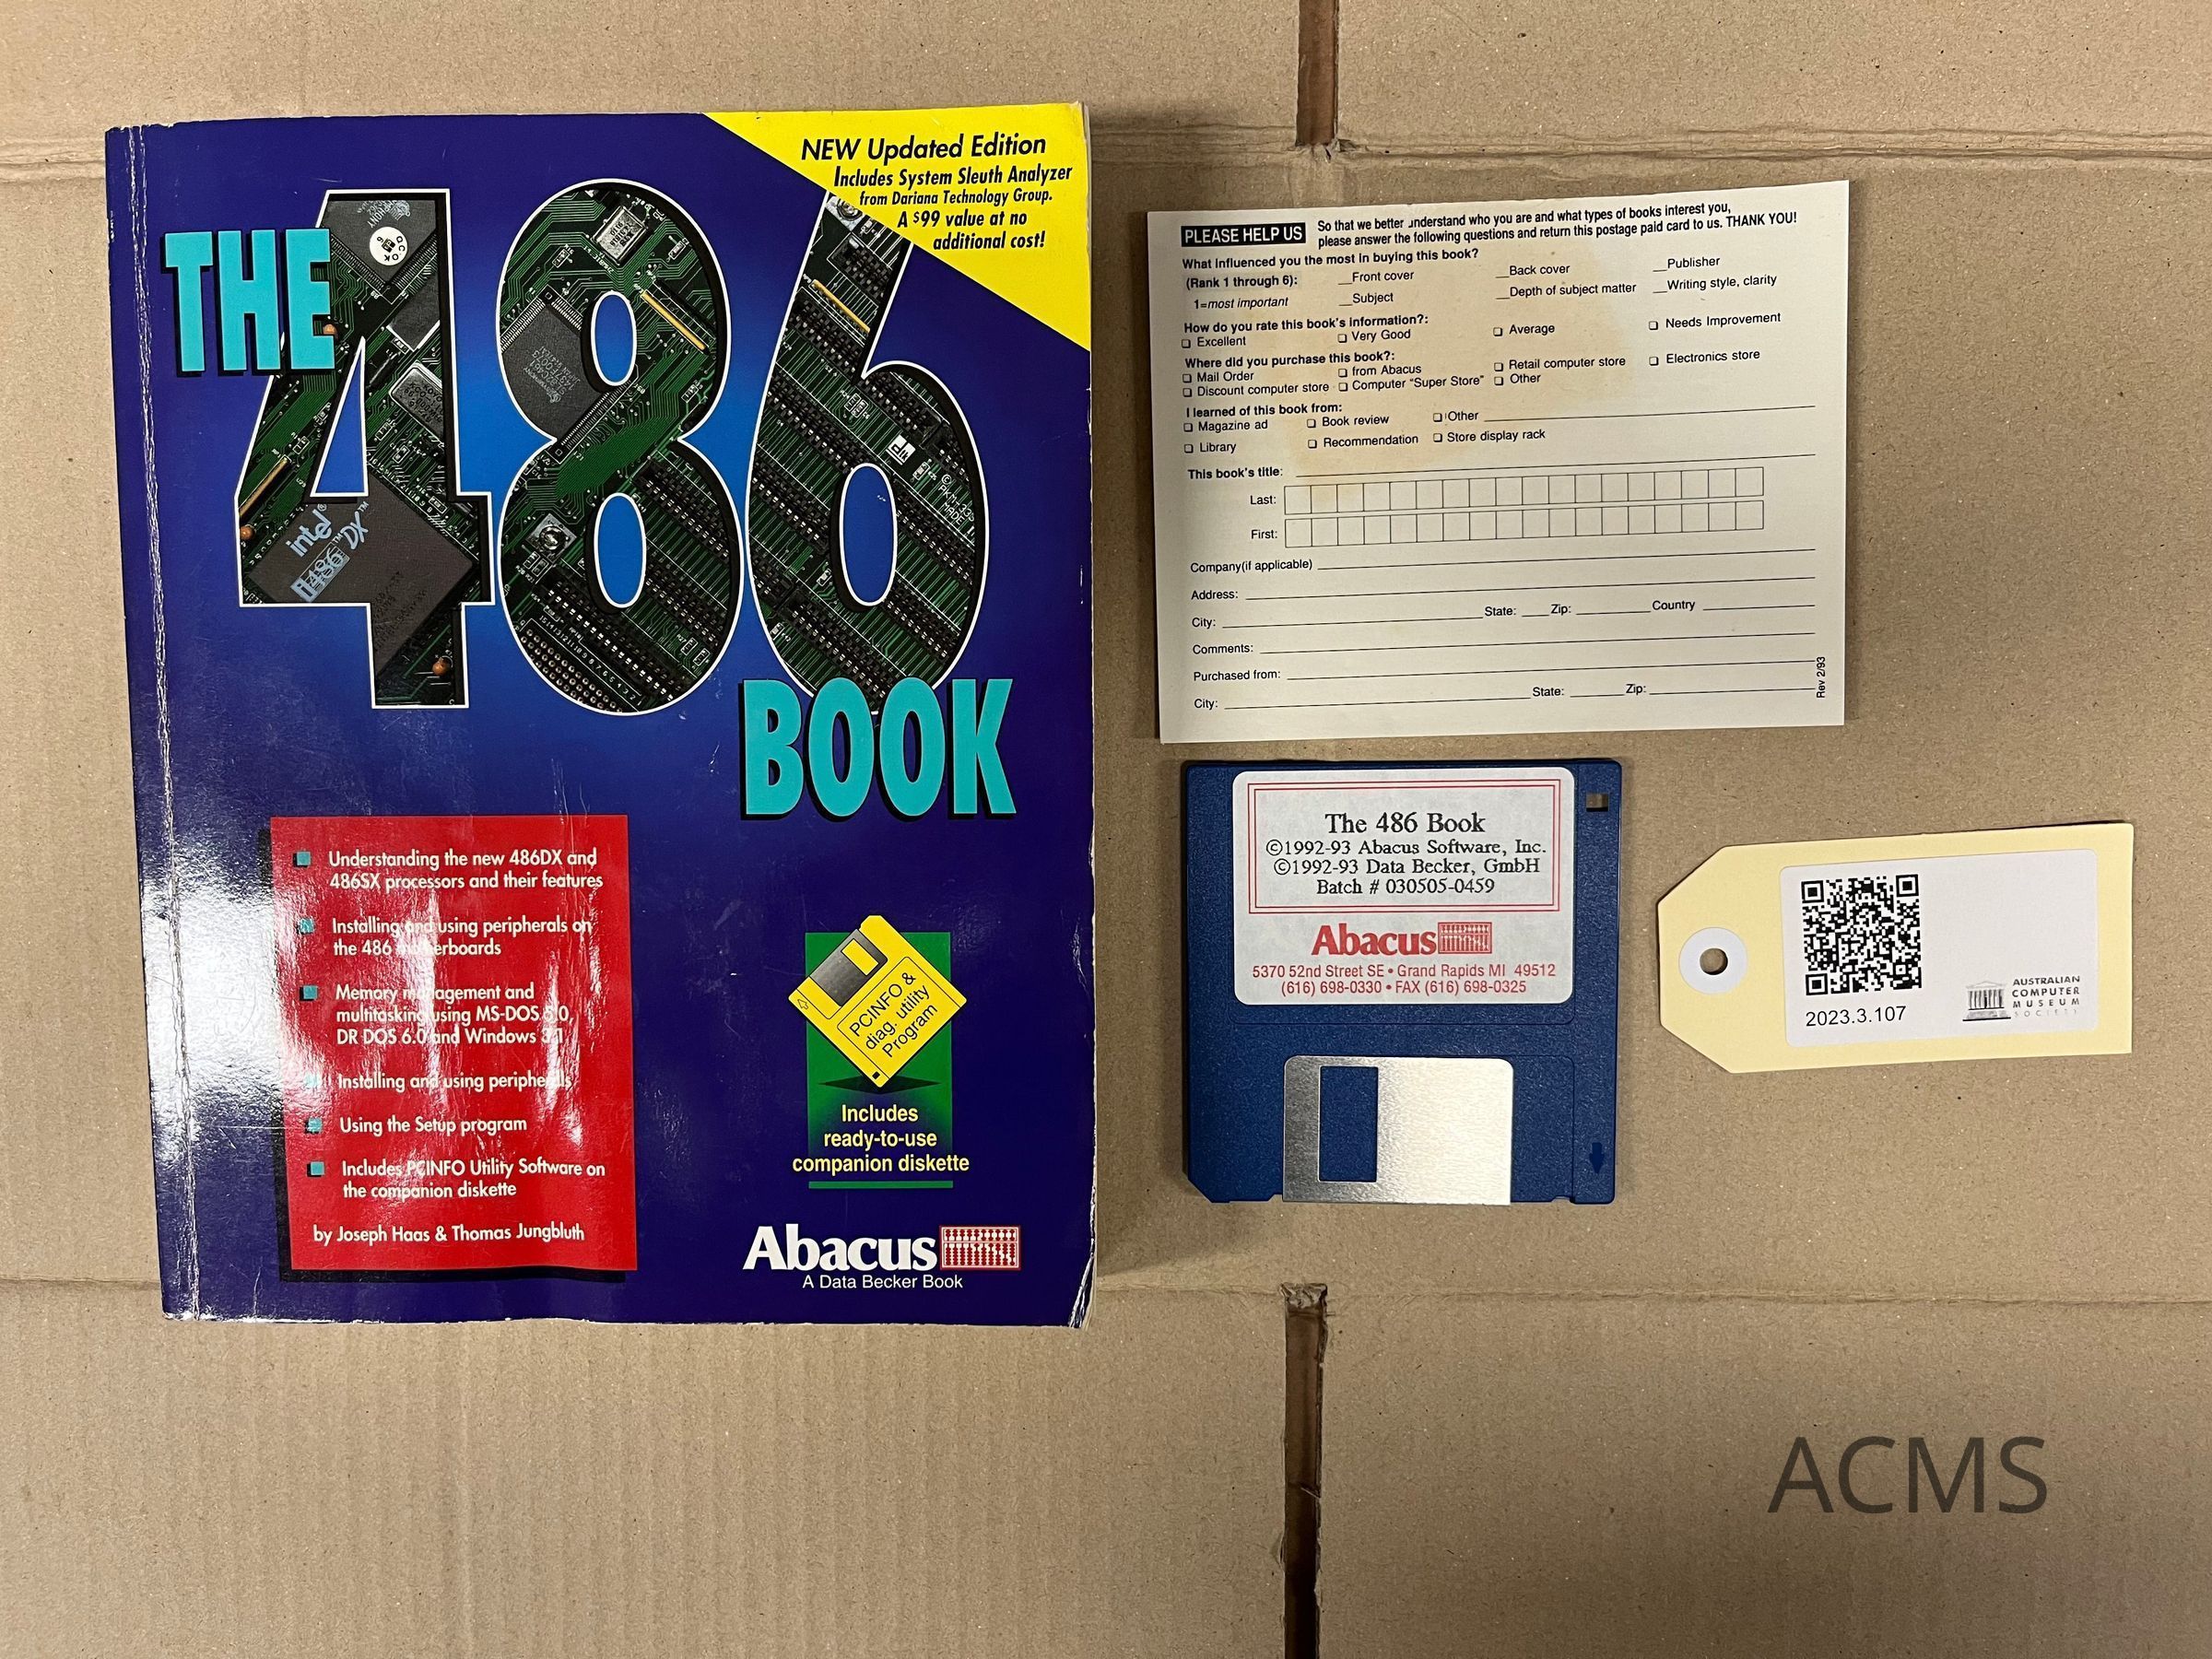 NEW Updated Edition
Includes System Sleuth Analyzer
from Dariana Technology Group.
A $99 value at no
additional cost!
THE
486
BOOK
intel®
i486™ DX™
Understanding the new 486DX and
486SX processors and their features
Installing and using peripherals on
the 486 motherboards
Memory management and
multitasking using MS-DOS 5.0,
DR DOS 6.0 and Windows 3.1
Installing and using peripherals
Using the Setup program
Includes PCINFO Utility Software on
the companion diskette
by Joseph Haas & Thomas Jungbluth
PCINFO &
diag. utility
Program
Includes
ready-to-use
companion diskette
Abacus
A Data Becker Book
PLEASE HELP US
So that we better understand who you are and what types of books interest you,
please answer the following questions and return this postage paid card to us. THANK YOU!
What influenced you the most in buying this book?
(Rank 1 through 6): __Front cover __Back cover __Publisher
1=most important __Subject __Depth of subject matter __Writing style, clarity
How do you rate this book's information?:
❑ Excellent ❑ Very Good ❑ Average ❑ Needs Improvement
Where did you purchase this book?:
❑ Mail Order ❑ from Abacus ❑ Retail computer store ❑ Electronics store
❑ Discount computer store ❑ Computer "Super Store" ❑ Other
I learned of this book from:
❑ Magazine ad ❑ Book review ❑ Other
❑ Library ❑ Recommendation ❑ Store display rack
This book's title:
Last:
First:
Company(if applicable)
Address:
City: State: Zip: Country
Comments:
Purchased from:
City: State: Zip:
Rev 2/93
The 486 Book
©1992-93 Abacus Software, Inc.
©1992-93 Data Becker, GmbH
Batch # 030505-0459
Abacus
5370 52nd Street SE • Grand Rapids MI 49512
(616) 698-0330 • FAX (616) 698-0325
2023.3.107
AUSTRALIAN
COMPUTER
MUSEUM
SOCIETY
ACMS